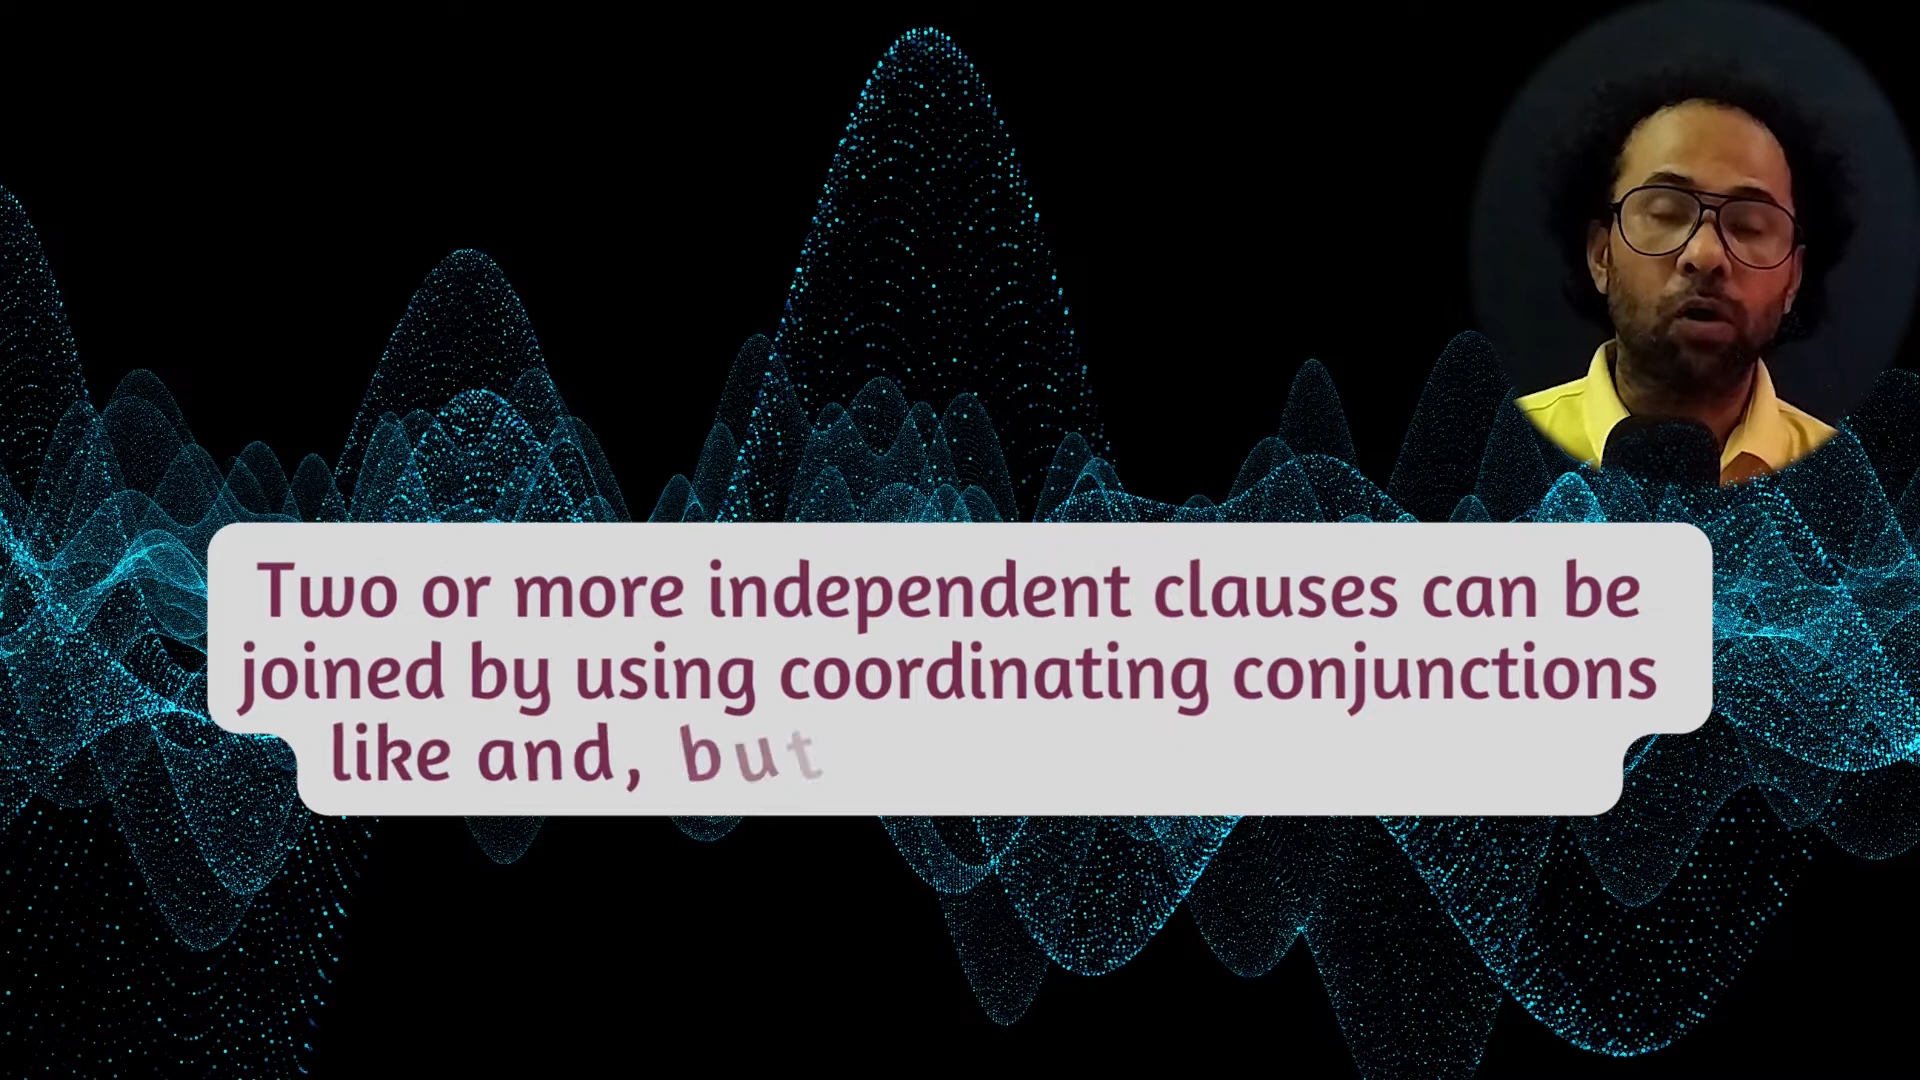 Two or more independent clauses can be
joined by using coordinating conjunctions
like and, but